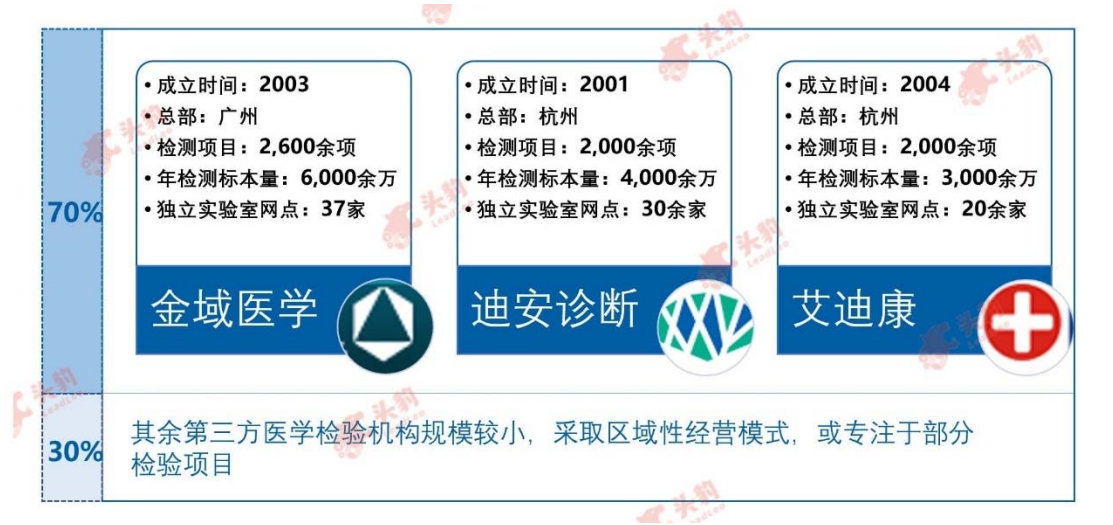 70%
• 成立时间：2003
• 总部：广州
• 检测项目：2,600余项
• 年检测标本量：6,000余万
• 独立实验室网点：37家
金域医学
• 成立时间：2001
• 总部：杭州
• 检测项目：2,000余项
• 年检测标本量：4,000余万
• 独立实验室网点：30余家
迪安诊断
• 成立时间：2004
• 总部：杭州
• 检测项目：2,000余项
• 年检测标本量：3,000余万
• 独立实验室网点：20余家
艾迪康
30%
其余第三方医学检验机构规模较小，采取区域性经营模式，或专注于部分
检验项目
头豹
LeadLeo